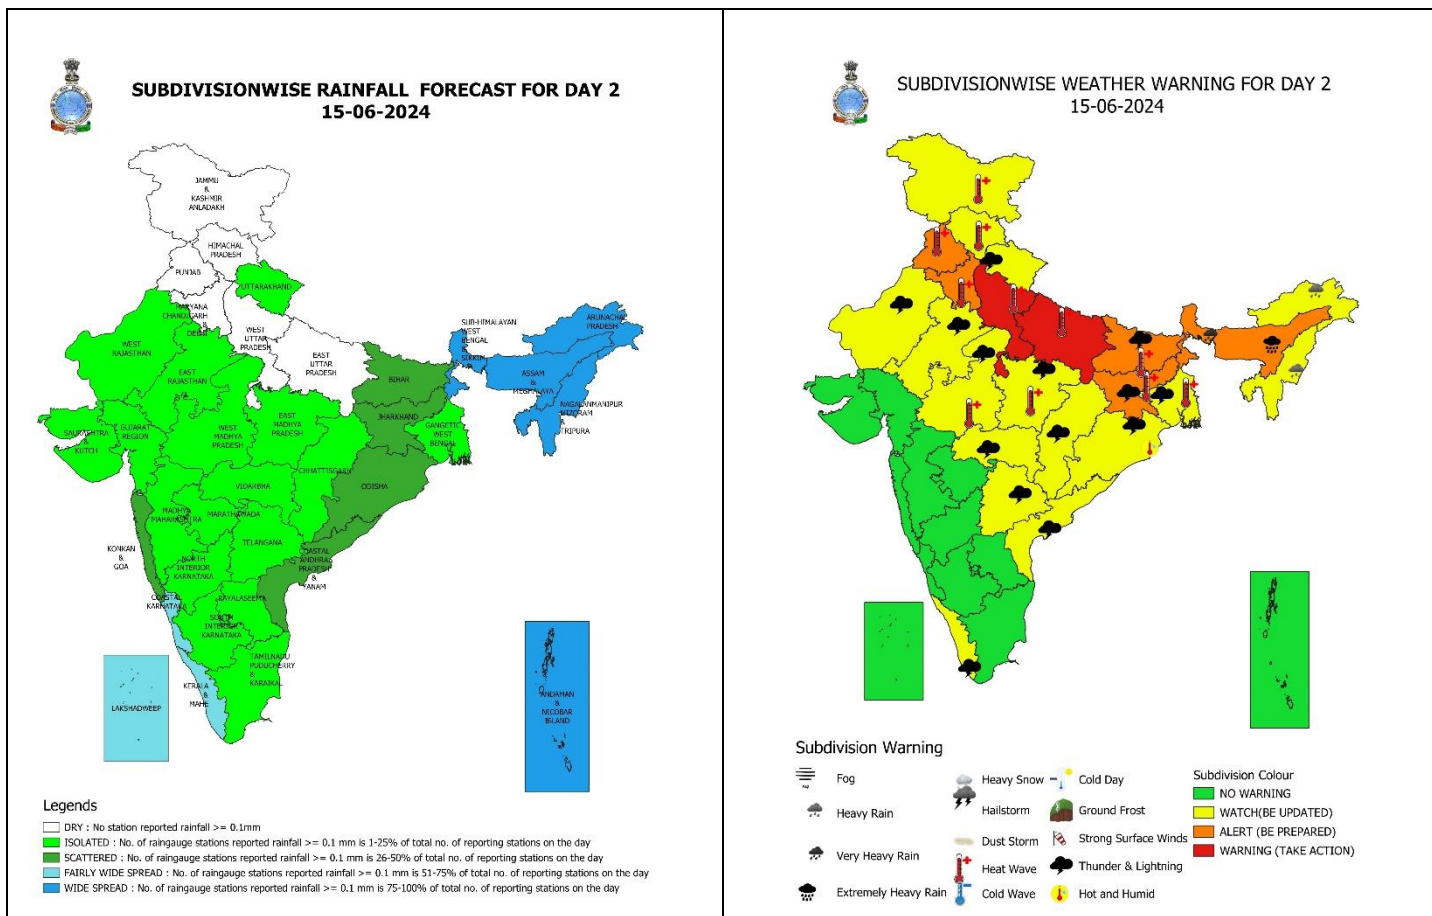 SUBDIVISIONWISE RAINFALL FORECAST FOR DAY 2
15-06-2024
JAMMU
&
KASHMIR
ANLADAKH
HIMACHAL
PRADESH
PUNJAB
UTTARAKHAND
HARYANA
CHANDIGARH
&
DELHI
WEST
UTTAR
PRADESH
EAST
UTTAR
PRADESH
WEST
RAJASTHAN
EAST
RAJASTHAN
SUB-HIMALAYAN
WEST
BENGAL
&
SIKKIM
ARUNACHAL
PRADESH
ASSAM
&
MEGHALAYA
NAGALANMANIPUR
MIZORAM
&
TRIPURA
BIHAR
JHARKHAND
GANGETIC
WEST
BENGAL
SAURASHTRA
&
KUTCH
GUJARAT
REGION
WEST
MADHYA
PRADESH
EAST
MADHYA
PRADESH
CHHATTISGARH
ODISHA
VIDARBHA
MADHYA
MAHARASHTRA
MARATHAWADA
TELANGANA
KONKAN
&
GOA
NORTH
INTERIOR
KARNATAKA
COASTAL
ANDHRA
PRADESH
&
YANAM
COASTAL
KARNATAKA
RAYALASEEMA
SOUTH
INTERIOR
KARNATAKA
TAMILNADU
PUDUCHERRY
&
KARAIKAL
KERALA
&
MAHE
LAKSHADWEEP
ANDAMAN
&
NICOBAR
ISLAND
Legends
DRY : No station reported rainfall >= 0.1mm
ISOLATED : No. of raingauge stations reported rainfall >= 0.1 mm is 1-25% of total no. of reporting stations on the day
SCATTERED : No. of raingauge stations reported rainfall >= 0.1 mm is 26-50% of total no. of reporting stations on the day
FAIRLY WIDE SPREAD : No. of raingauge stations reported rainfall >= 0.1 mm is 51-75% of total no. of reporting stations on the day
WIDE SPREAD : No. of raingauge stations reported rainfall >= 0.1 mm is 75-100% of total no. of reporting stations on the day
SUBDIVISIONWISE WEATHER WARNING FOR DAY 2
15-06-2024
Subdivision Warning
Fog
Heavy Rain
Very Heavy Rain
Extremely Heavy Rain
Heavy Snow
Hailstorm
Dust Storm
Heat Wave
Cold Wave
Cold Day
Ground Frost
Strong Surface Winds
Thunder & Lightning
Hot and Humid
Subdivision Colour
NO WARNING
WATCH(BE UPDATED)
ALERT (BE PREPARED)
WARNING (TAKE ACTION)